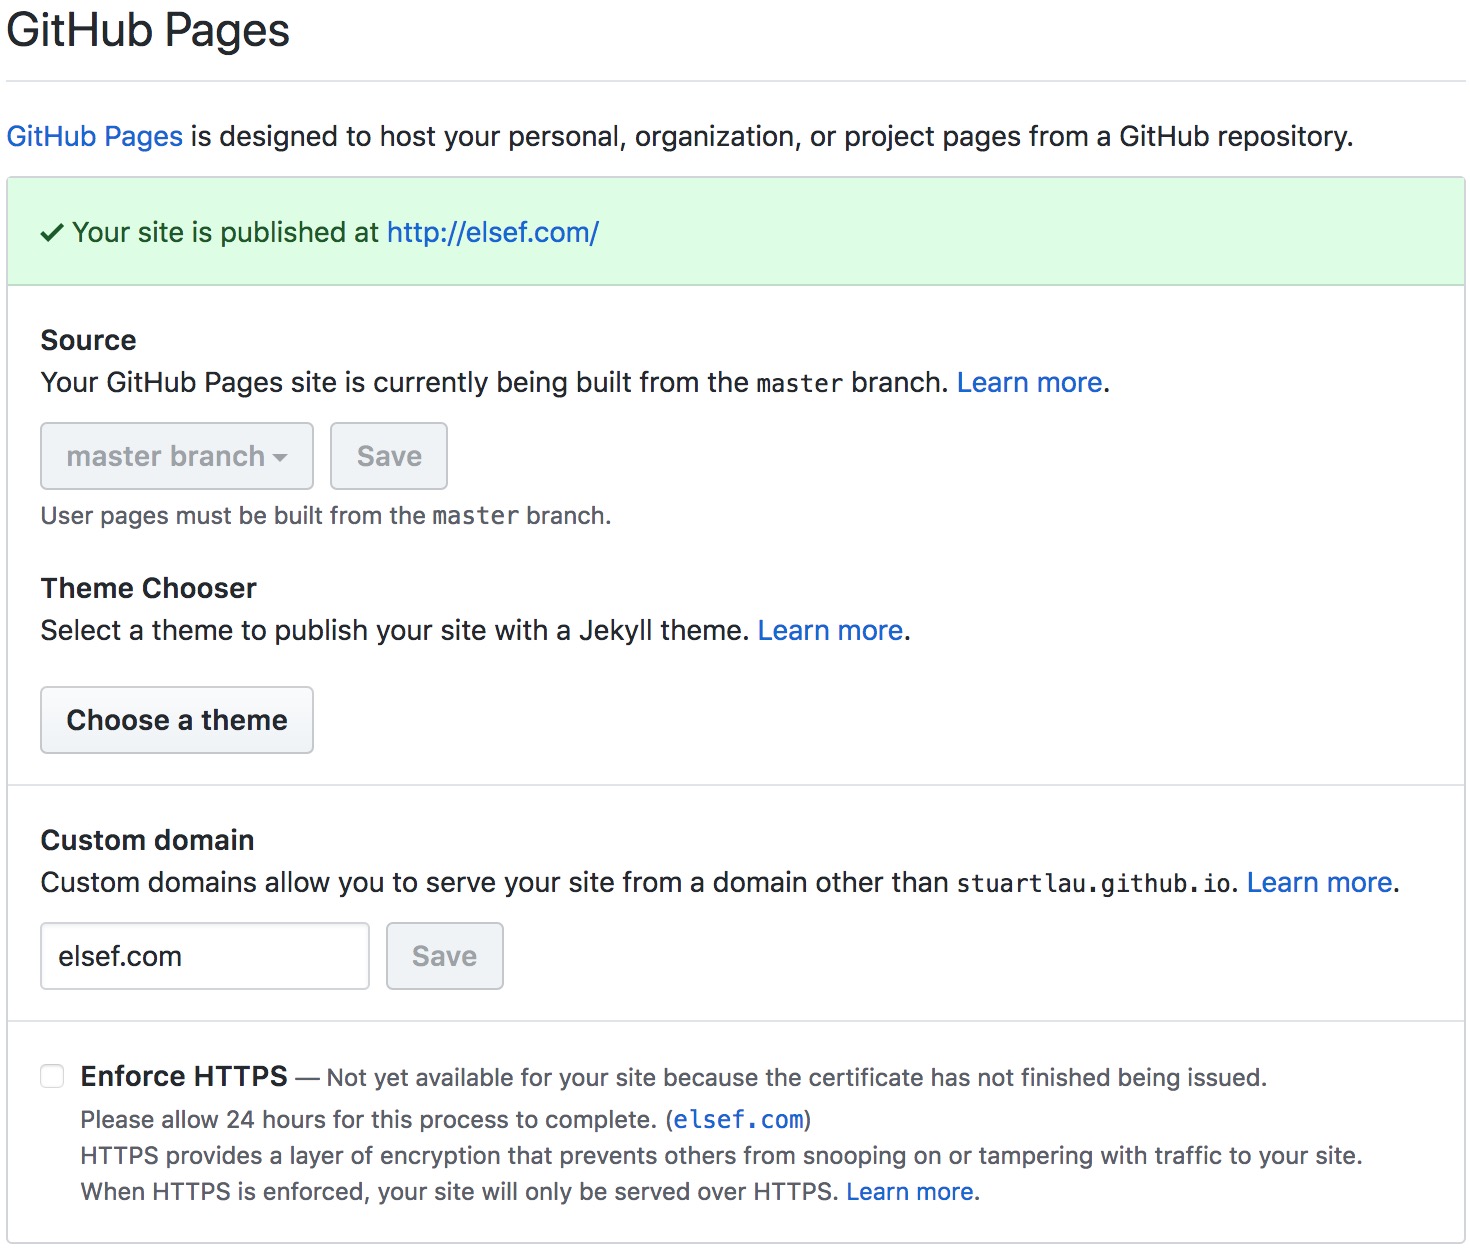 GitHub Pages
GitHub Pages is designed to host your personal, organization, or project pages from a GitHub repository.
✓ Your site is published at http://elsef.com/
Source
Your GitHub Pages site is currently being built from the master branch. Learn more.
master branch Save
User pages must be built from the master branch.
Theme Chooser
Select a theme to publish your site with a Jekyll theme. Learn more.
Choose a theme
Custom domain
Custom domains allow you to serve your site from a domain other than stuartlau.github.io. Learn more.
elsef.com Save
Enforce HTTPS — Not yet available for your site because the certificate has not finished being issued.
Please allow 24 hours for this process to complete. (elsef.com)
HTTPS provides a layer of encryption that prevents others from snooping on or tampering with traffic to your site.
When HTTPS is enforced, your site will only be served over HTTPS. Learn more.